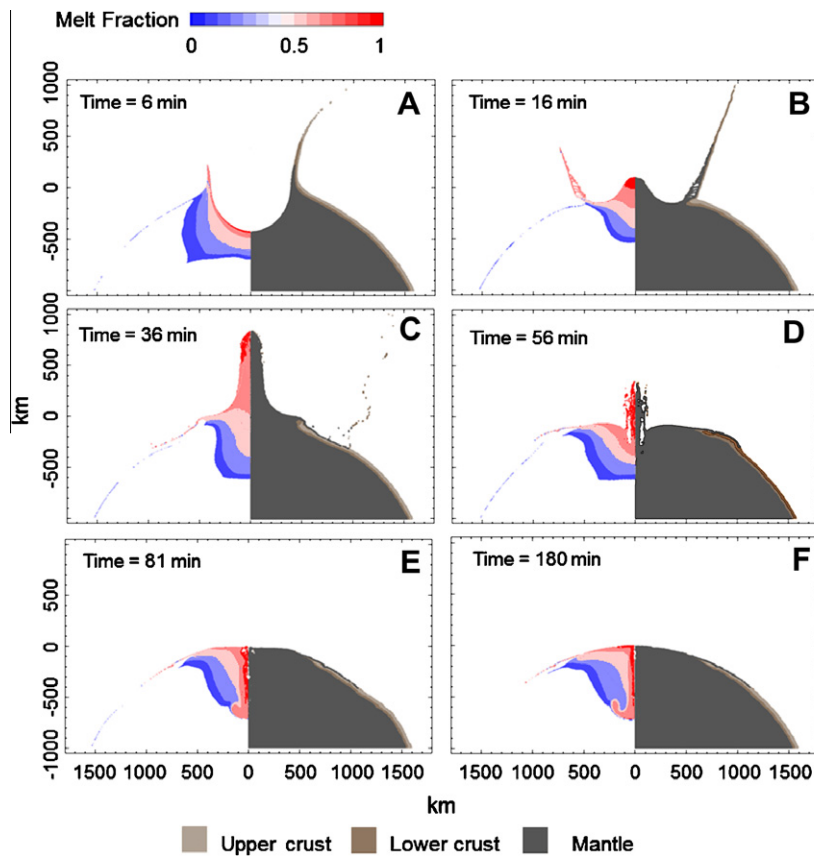 Melt Fraction
0 0.5 1
Time = 6 min A
1000
500
0
-500
Time = 16 min B
Time = 36 min C
1000
500
0
-500
km
Time = 56 min D
Time = 81 min E
500
0
-500
-1000
1500 1000 500 0 500 1000 1500
Time = 180 min F
1500 1000 500 0 500 1000 1500
km
Upper crust Lower crust Mantle